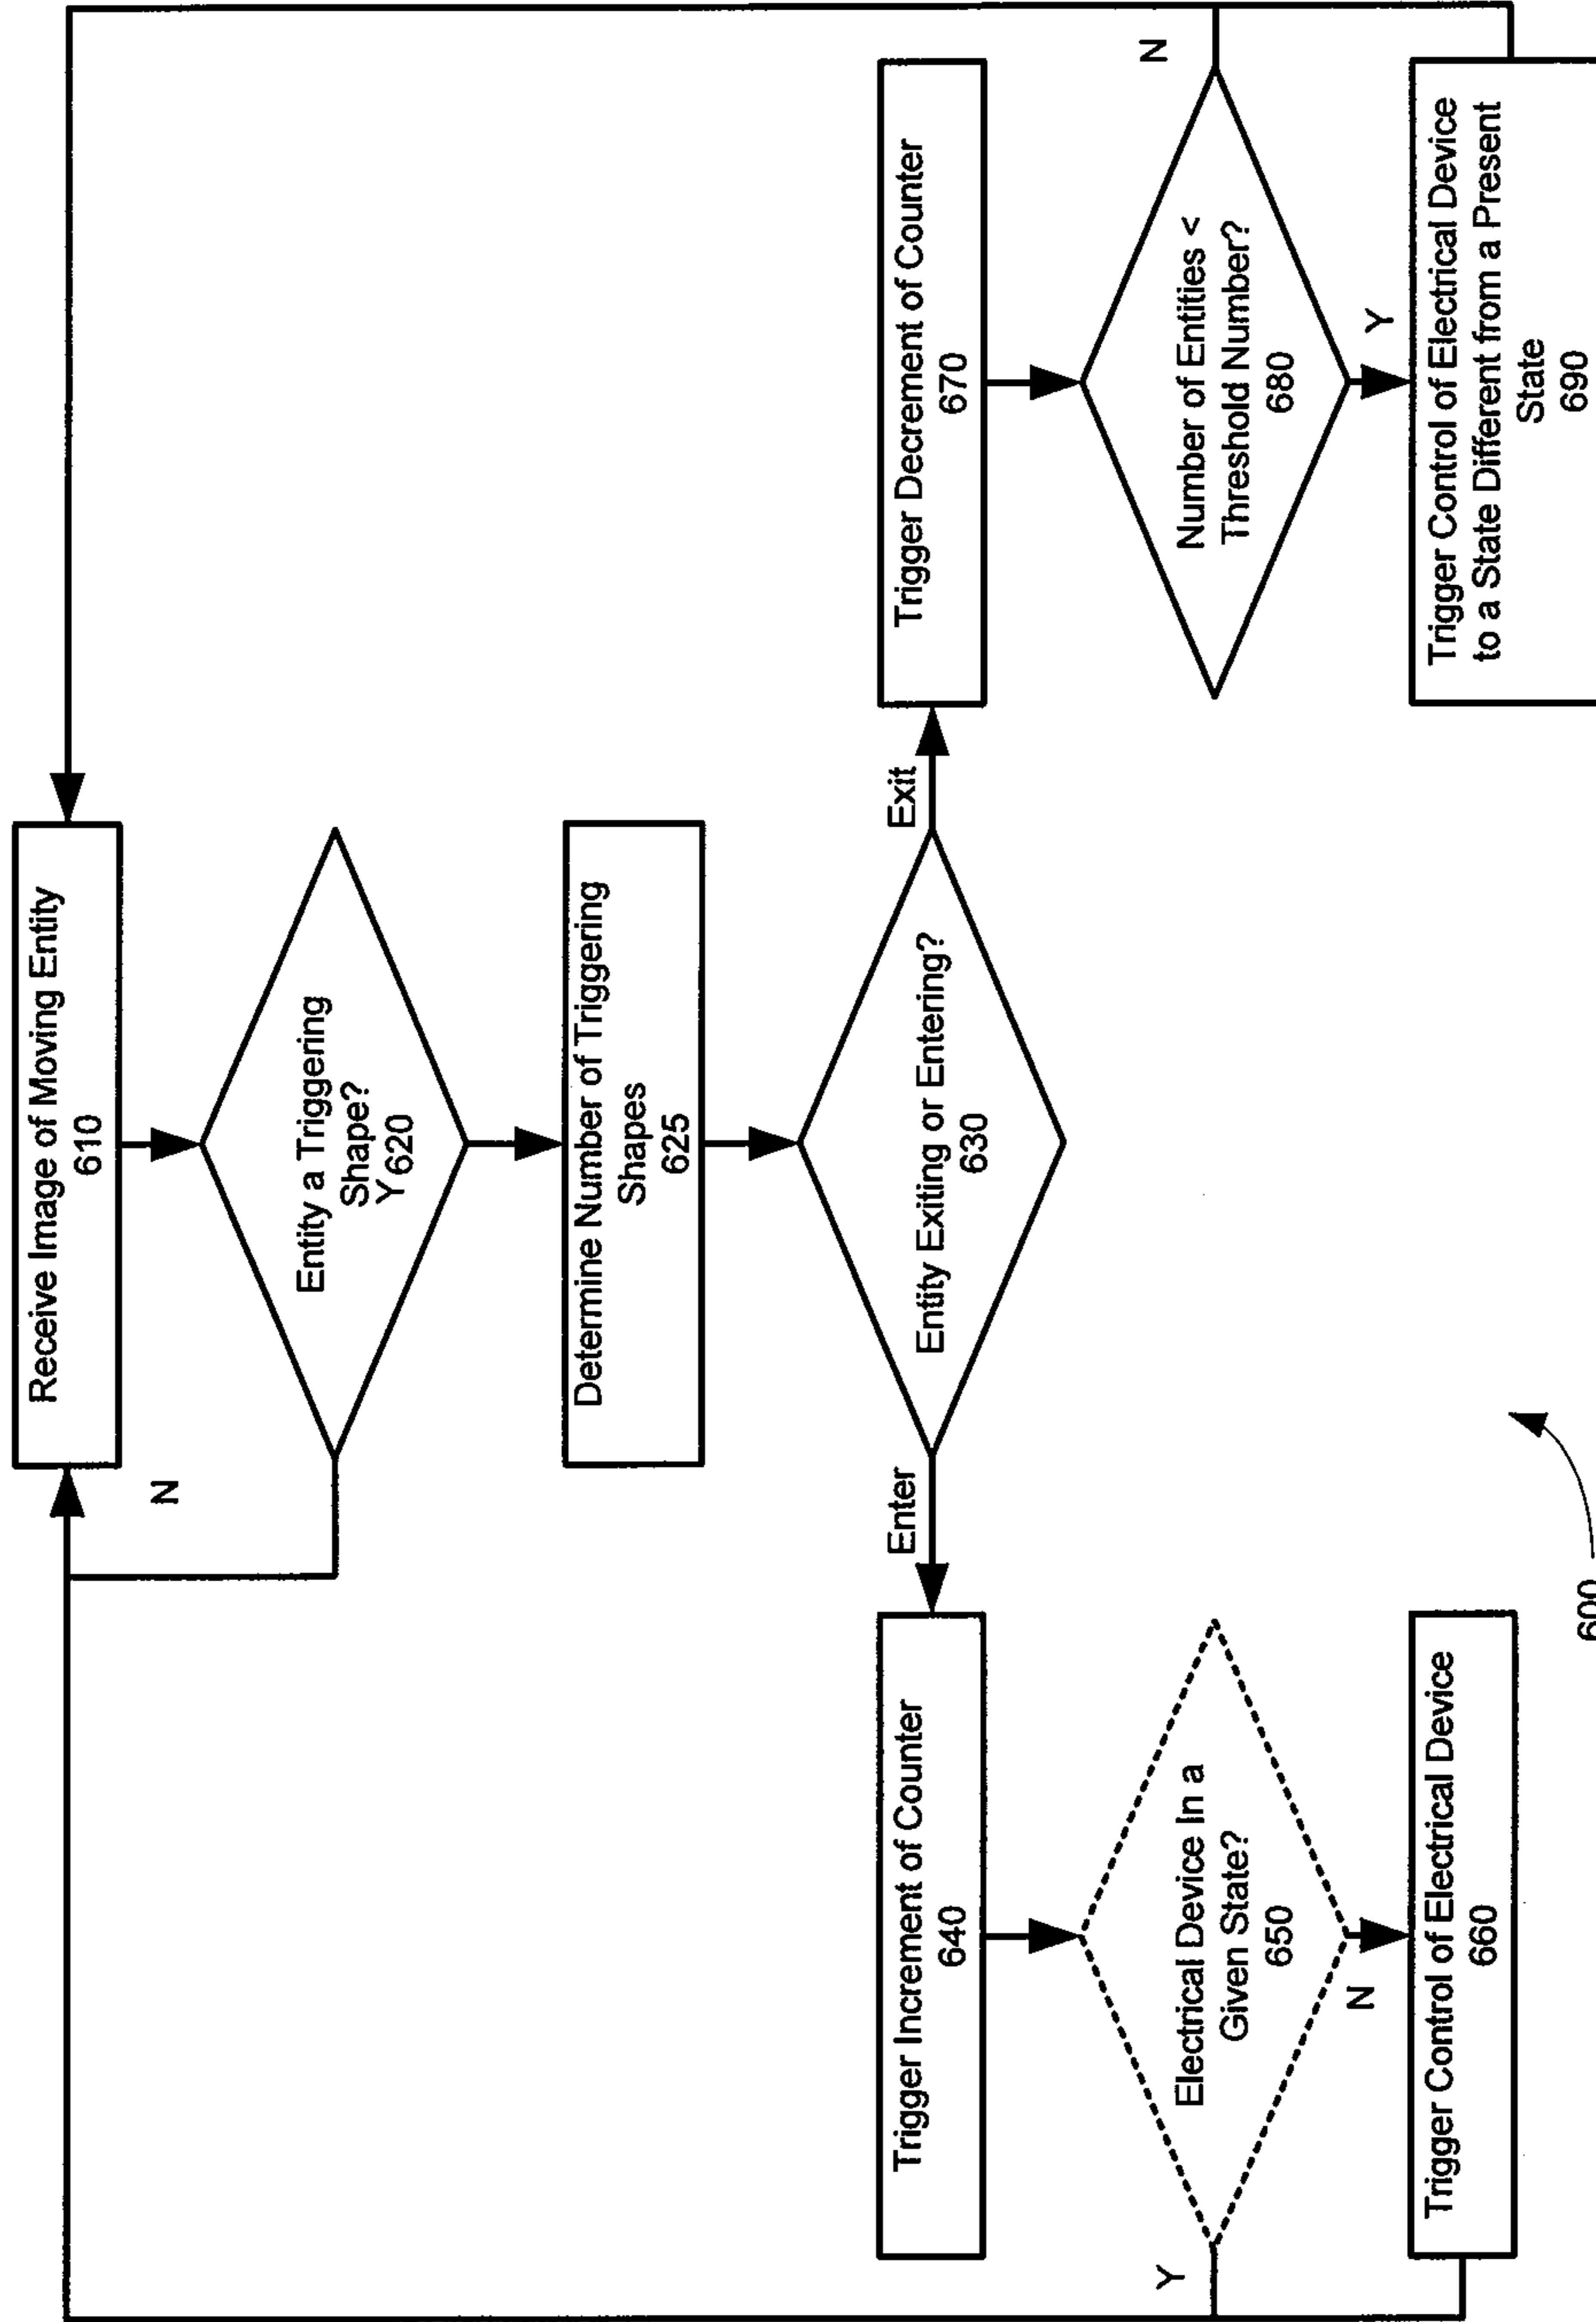 Receive Image of Moving Entity
610
N
Entity a Triggering
Shape?
Y 620
Determine Number of Triggering
Shapes
625
Enter
Entity Exiting or Entering?
630
Exit
Trigger Increment of Counter
640
Y
Electrical Device In a
Given State?
650
N
Trigger Control of Electrical Device
660
Trigger Decrement of Counter
670
N
Number of Entities <
Threshold Number?
680
Y
Trigger Control of Electrical Device
to a State Different from a Present
State
690
600